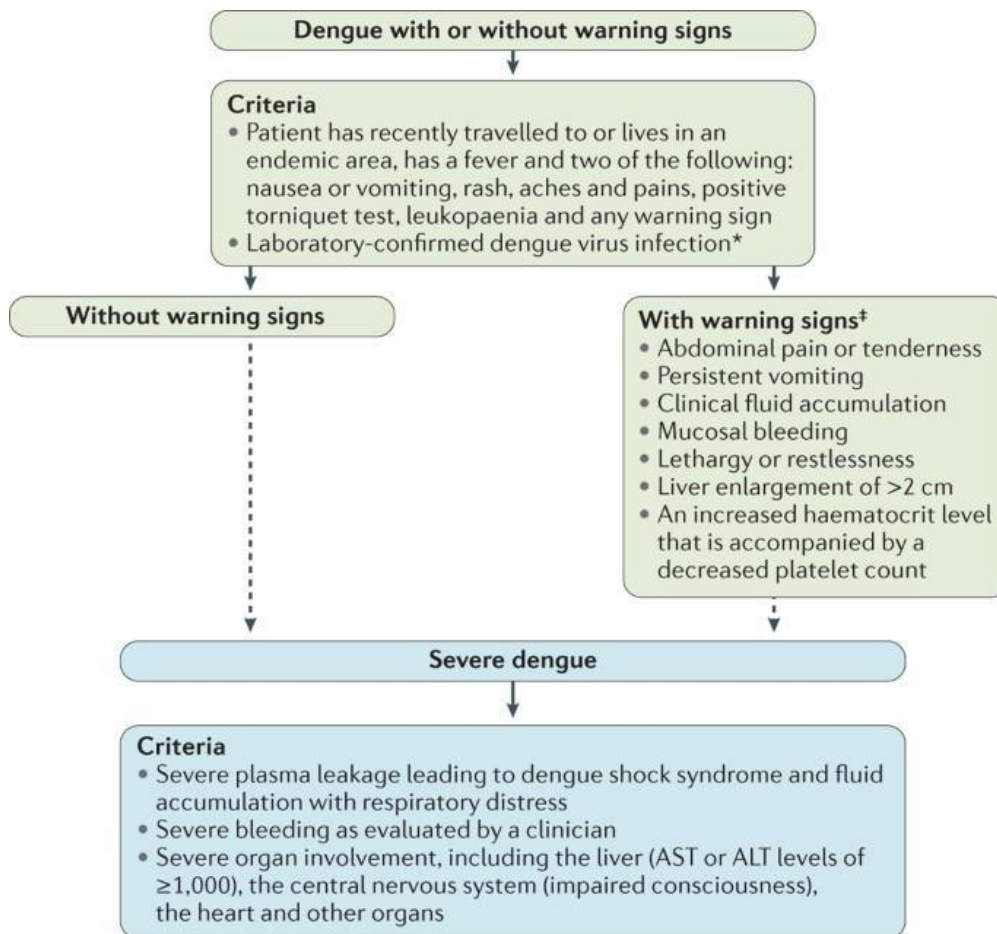 Dengue with or without warning signs
Criteria
• Patient has recently travelled to or lives in an
endemic area, has a fever and two of the following:
nausea or vomiting, rash, aches and pains, positive
torniquet test, leukopaenia and any warning sign
• Laboratory-confirmed dengue virus infection*
Without warning signs
With warning signs‡
• Abdominal pain or tenderness
• Persistent vomiting
• Clinical fluid accumulation
• Mucosal bleeding
• Lethargy or restlessness
• Liver enlargement of >2 cm
• An increased haematocrit level
that is accompanied by a
decreased platelet count
Severe dengue
Criteria
• Severe plasma leakage leading to dengue shock syndrome and fluid
accumulation with respiratory distress
• Severe bleeding as evaluated by a clinician
• Severe organ involvement, including the liver (AST or ALT levels of
≥1,000), the central nervous system (impaired consciousness),
the heart and other organs